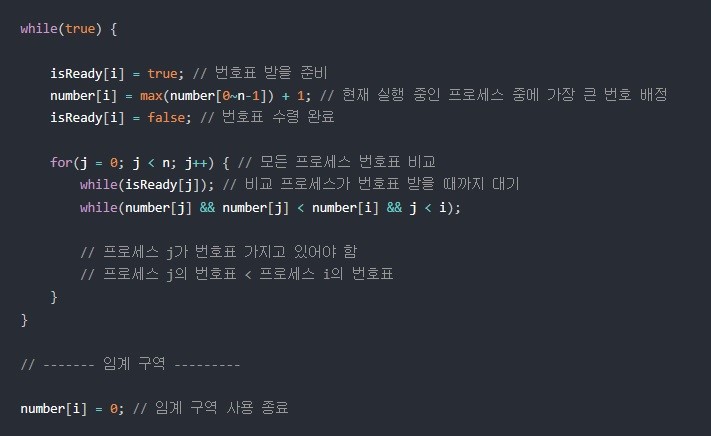 while(true) {
isReady[i] = true; // 번호표 받을 준비
number[i] = max(number[0~n-1]) + 1; // 현재 실행 중인 프로세스 중에 가장 큰 번호 배정
isReady[i] = false; // 번호표 수령 완료
for(j = 0; j < n; j++) { // 모든 프로세스 번호표 비교
while(isReady[j]); // 비교 프로세스가 번호표 받을 때까지 대기
while(number[j] && number[j] < number[i] && j < i);
// 프로세스 j가 번호표 가지고 있어야 함
// 프로세스 j의 번호표 < 프로세스 i의 번호표
}
}
// ------- 임계 구역 ---------
number[i] = 0; // 임계 구역 사용 종료